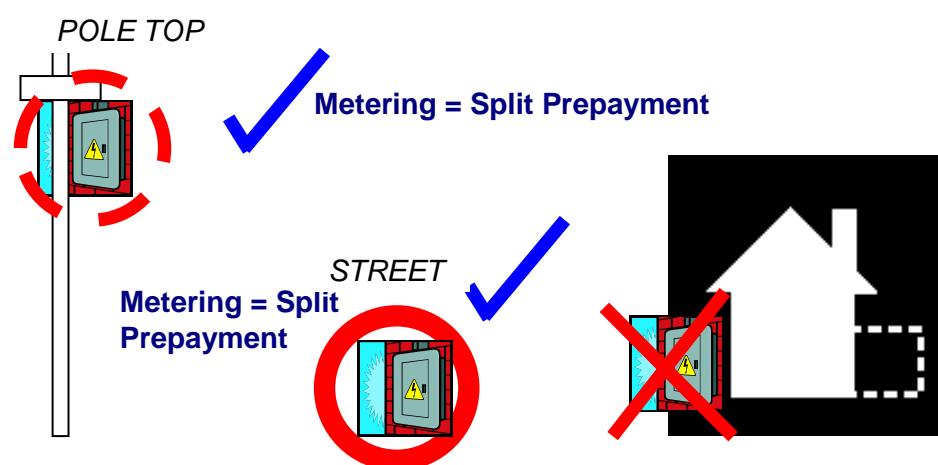 POLE TOP
Metering = Split Prepayment
STREET
Metering = Split
Prepayment